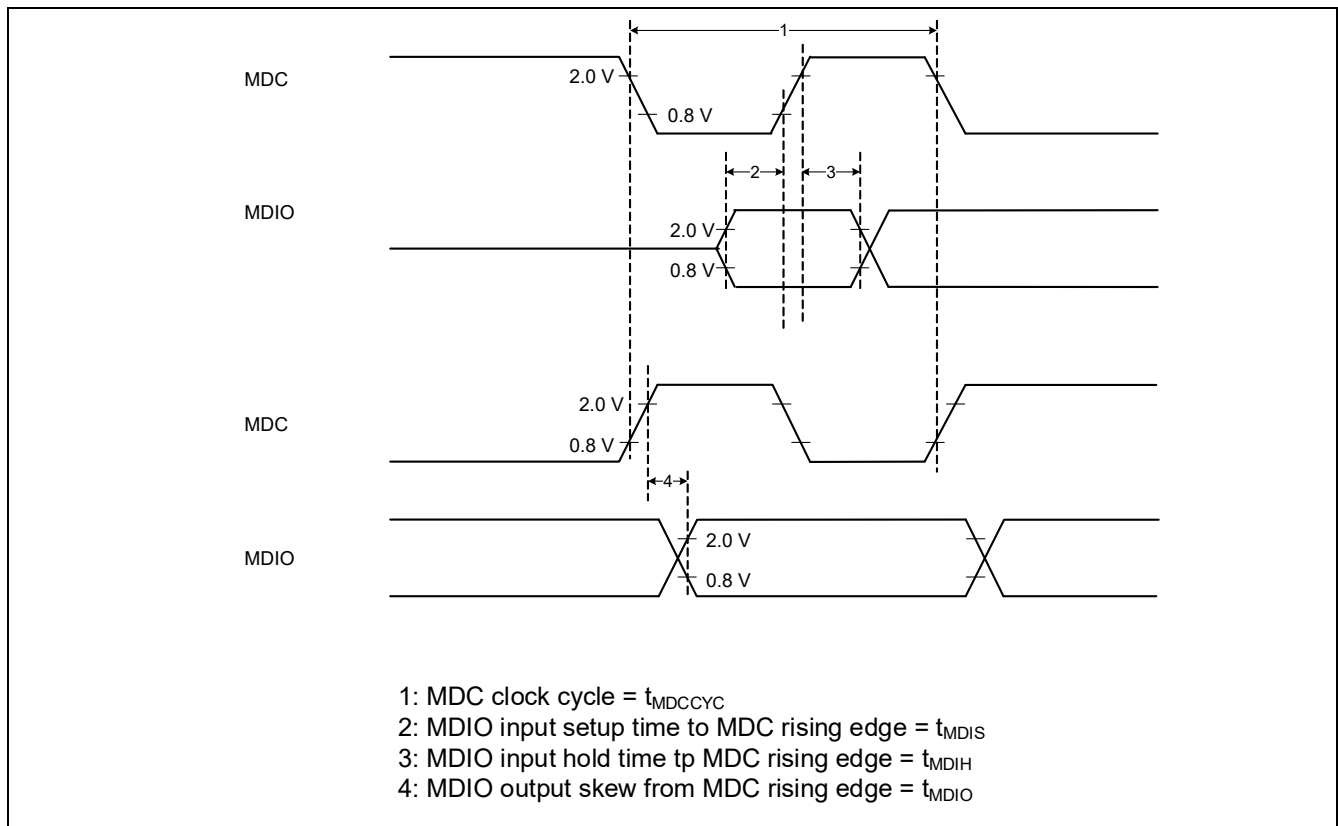 1
MDC
2.0 V
0.8 V
2
3
MDIO
2.0 V
0.8 V
2.0 V
MDC
0.8 V
4
2.0 V
MDIO
0.8 V
1: MDC clock cycle = tMDCCYC
2: MDIO input setup time to MDC rising edge = tMDIS
3: MDIO input hold time tp MDC rising edge = tMDIH
4: MDIO output skew from MDC rising edge = tMDIO